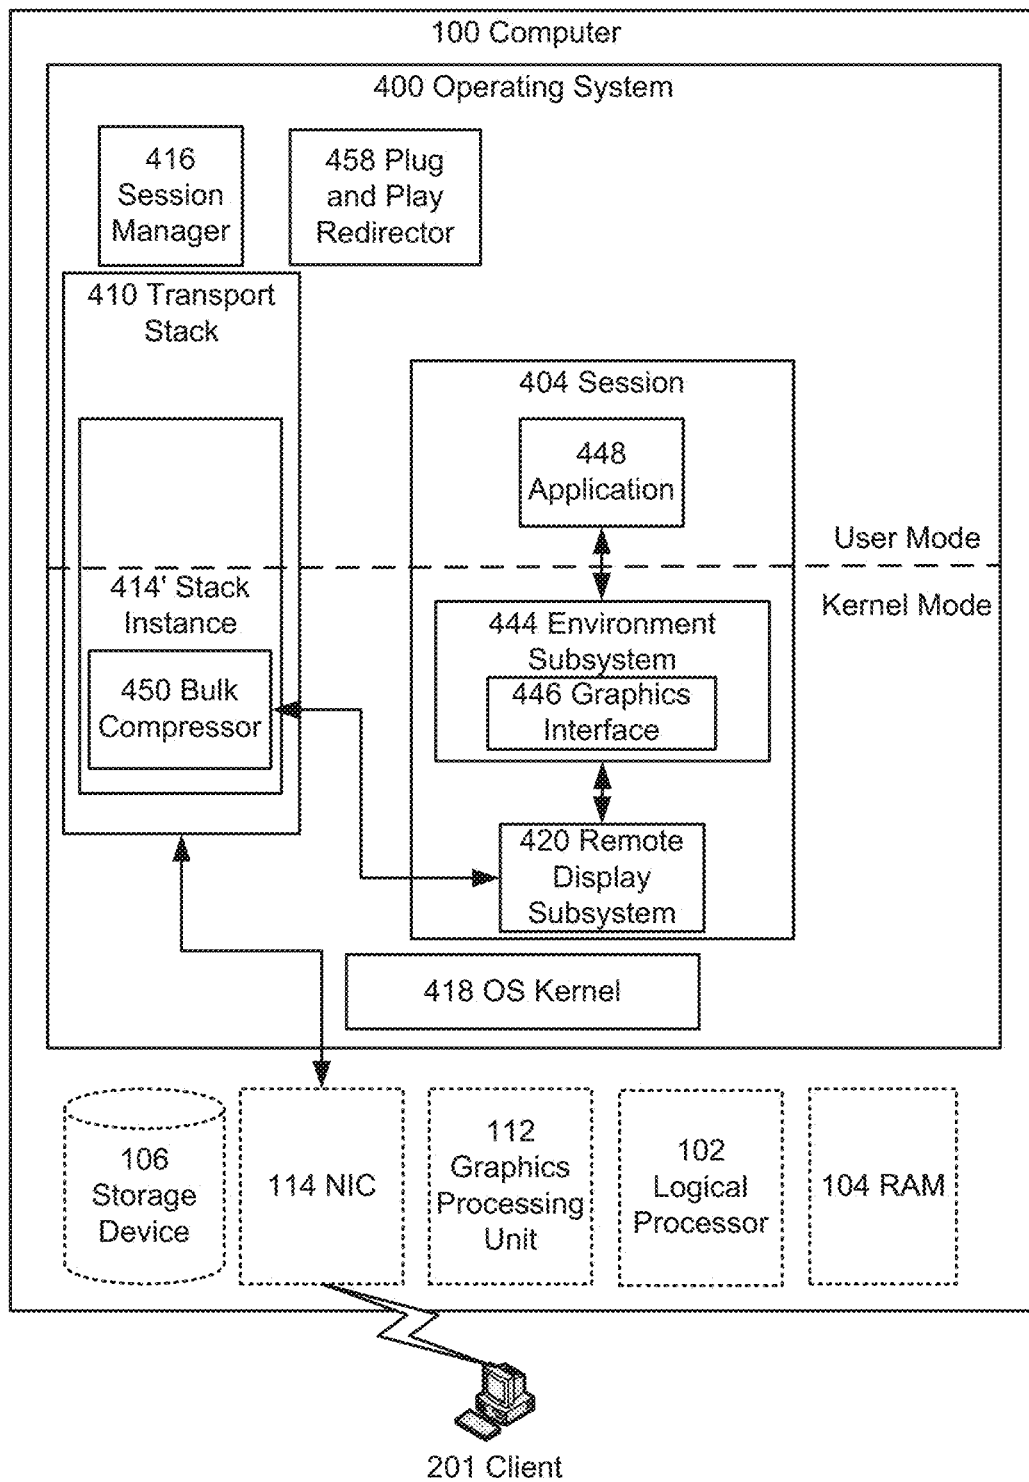 100 Computer
400 Operating System
416
Session
Manager
458 Plug
and Play
Redirector
410 Transport
Stack
404 Session
448
Application
User Mode
Kernel Mode
414' Stack
Instance
450 Bulk
Compressor
444 Environment
Subsystem
446 Graphics
Interface
420 Remote
Display
Subsystem
418 OS Kernel
106
Storage
Device
114 NIC
112
Graphics
Processing
Unit
102
Logical
Processor
104 RAM
201 Client